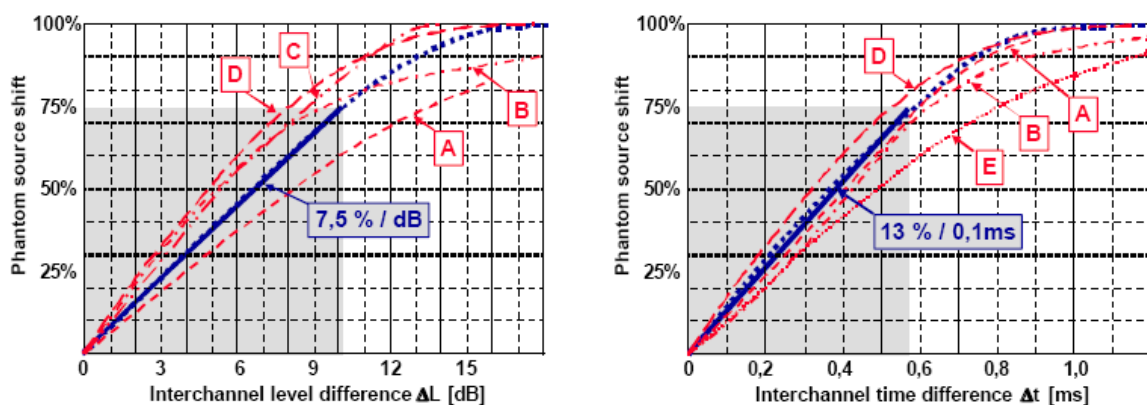 Phantom source shift
100%
75%
50%
25%
D
C
B
A
7,5 % / dB
0
3
6
9
12
15
Interchannel level difference ΔL [dB]
Phantom source shift
100%
75%
50%
25%
D
A
B
E
13 % / 0,1ms
0
0,2
0,4
0,6
0,8
1,0
Interchannel time difference Δt [ms]